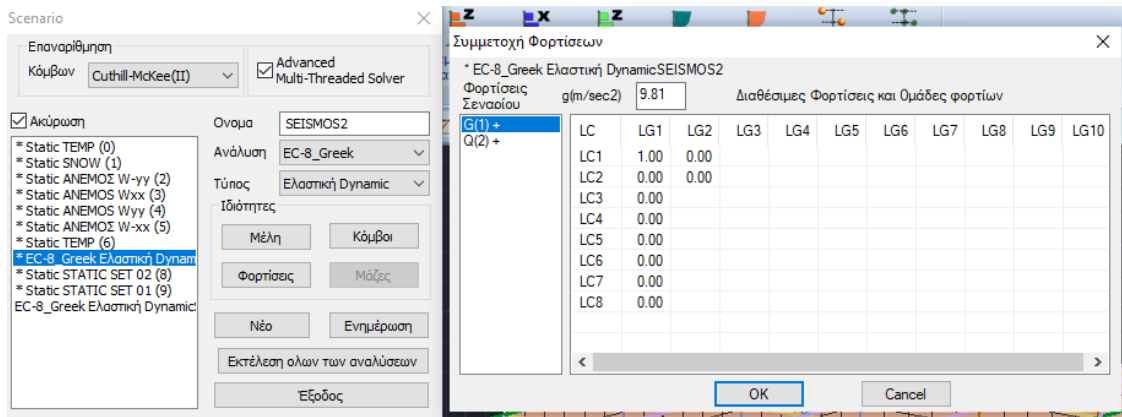 Scenario
Επαναρίθμηση
Κόμβων Cuthill-McKee(II)
Advanced
Multi-Threaded Solver
Ακύρωση
* Static TEMP (0)
* Static SNOW (1)
* Static ΑΝΕΜΟΣ W-yy (2)
* Static ANEMOS Wxx (3)
* Static ANEMOS Wyy (4)
* Static ΑΝΕΜΟΣ W-xx (5)
* Static TEMP (6)
* EC-8_Greek Ελαστική Dynam
* Static STATIC SET 02 (8)
* Static STATIC SET 01 (9)
EC-8_Greek Ελαστική Dynamic:
Ονομα SEISMOS2
Ανάλυση EC-8_Greek
Τύπος Ελαστική Dynamic
Ιδιότητες
Μέλη Κόμβοι
Φορτίσεις Μάζες
Νέο Ενημέρωση
Εκτέλεση ολων των αναλύσεων
Έξοδος
Z X Z
Συμμετοχή Φορτίσεων
* EC-8_Greek Ελαστική DynamicSEISMOS2
Φορτίσεις
Σεναρίου
g(m/sec2) 9.81 Διαθέσιμες Φορτίσεις και Ομάδες φορτίων
G(1) +
Q(2) +
LC LG1 LG2 LG3 LG4 LG5 LG6 LG7 LG8 LG9 LG10
LC1 1.00 0.00
LC2 0.00 0.00
LC3 0.00
LC4 0.00
LC5 0.00
LC6 0.00
LC7 0.00
LC8 0.00
OK Cancel